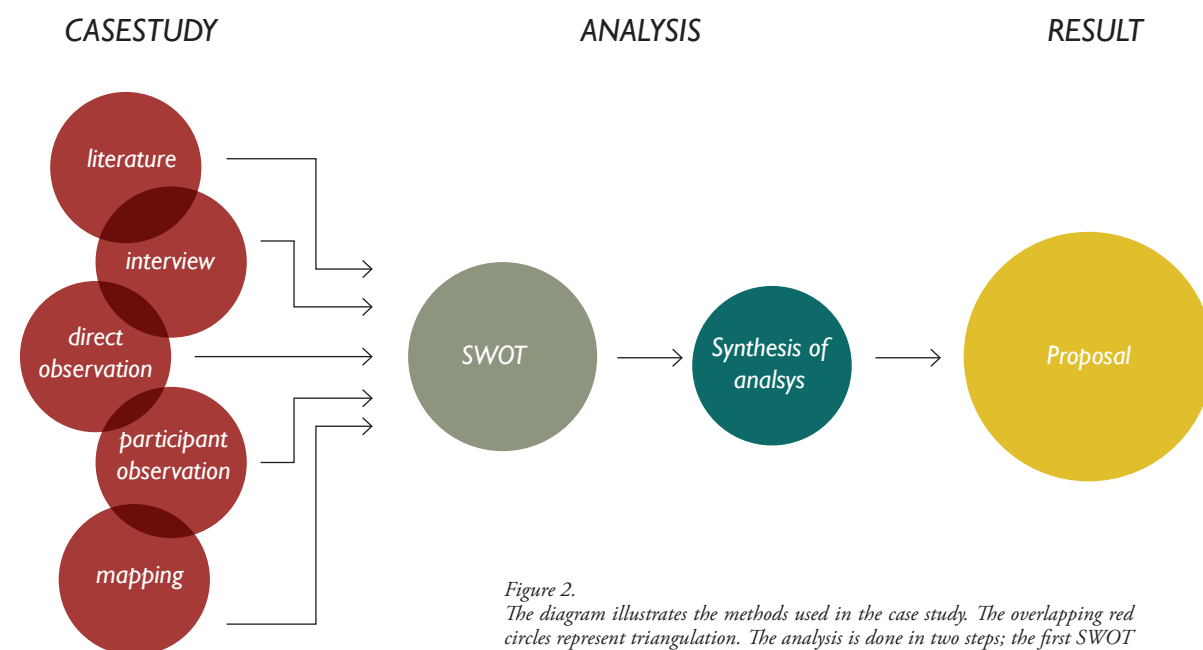 CASESTUDY
ANALYSIS
RESULT
literature
interview
direct
observation
participant
observation
mapping
SWOT
Synthesis of
analsys
Proposal
Figure 2.
The diagram illustrates the methods used in the case study. The overlapping red
circles represent triangulation. The analysis is done in two steps; the first SWOT